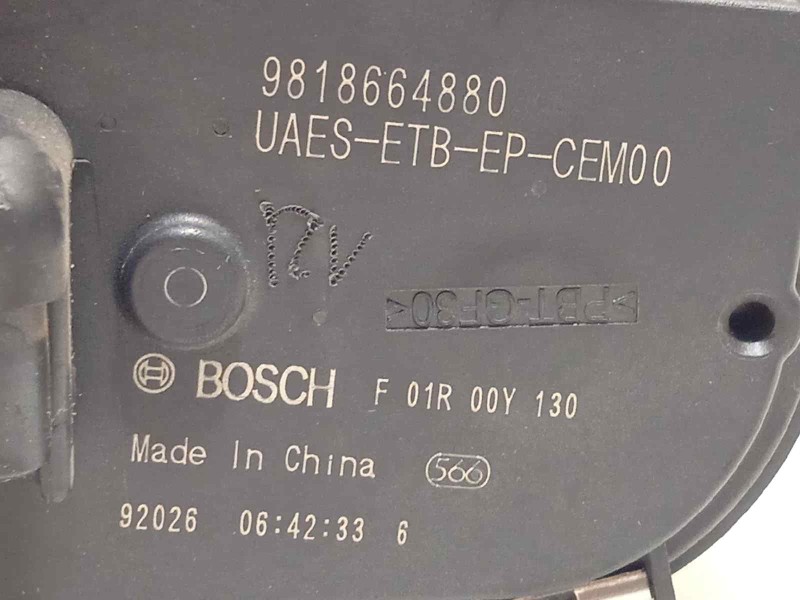 9818664880
UAES-ETB-EP-CEM00
>PBT-GF30<
BOSCH F 01R 00Y 130
Made In China 566
92026 06:42:33 6